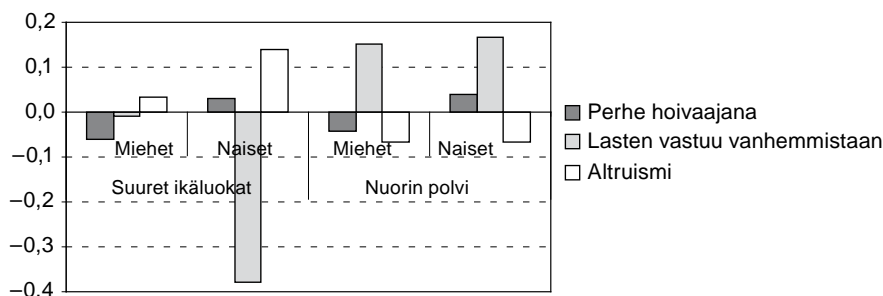 0,2
0,1
0,0
–0,1
–0,2
–0,3
–0,4
Miehet Naiset Miehet Naiset
Suuret ikäluokat Nuorin polvi
Perhe hoivaajana
Lasten vastuu vanhemmistaan
Altruismi